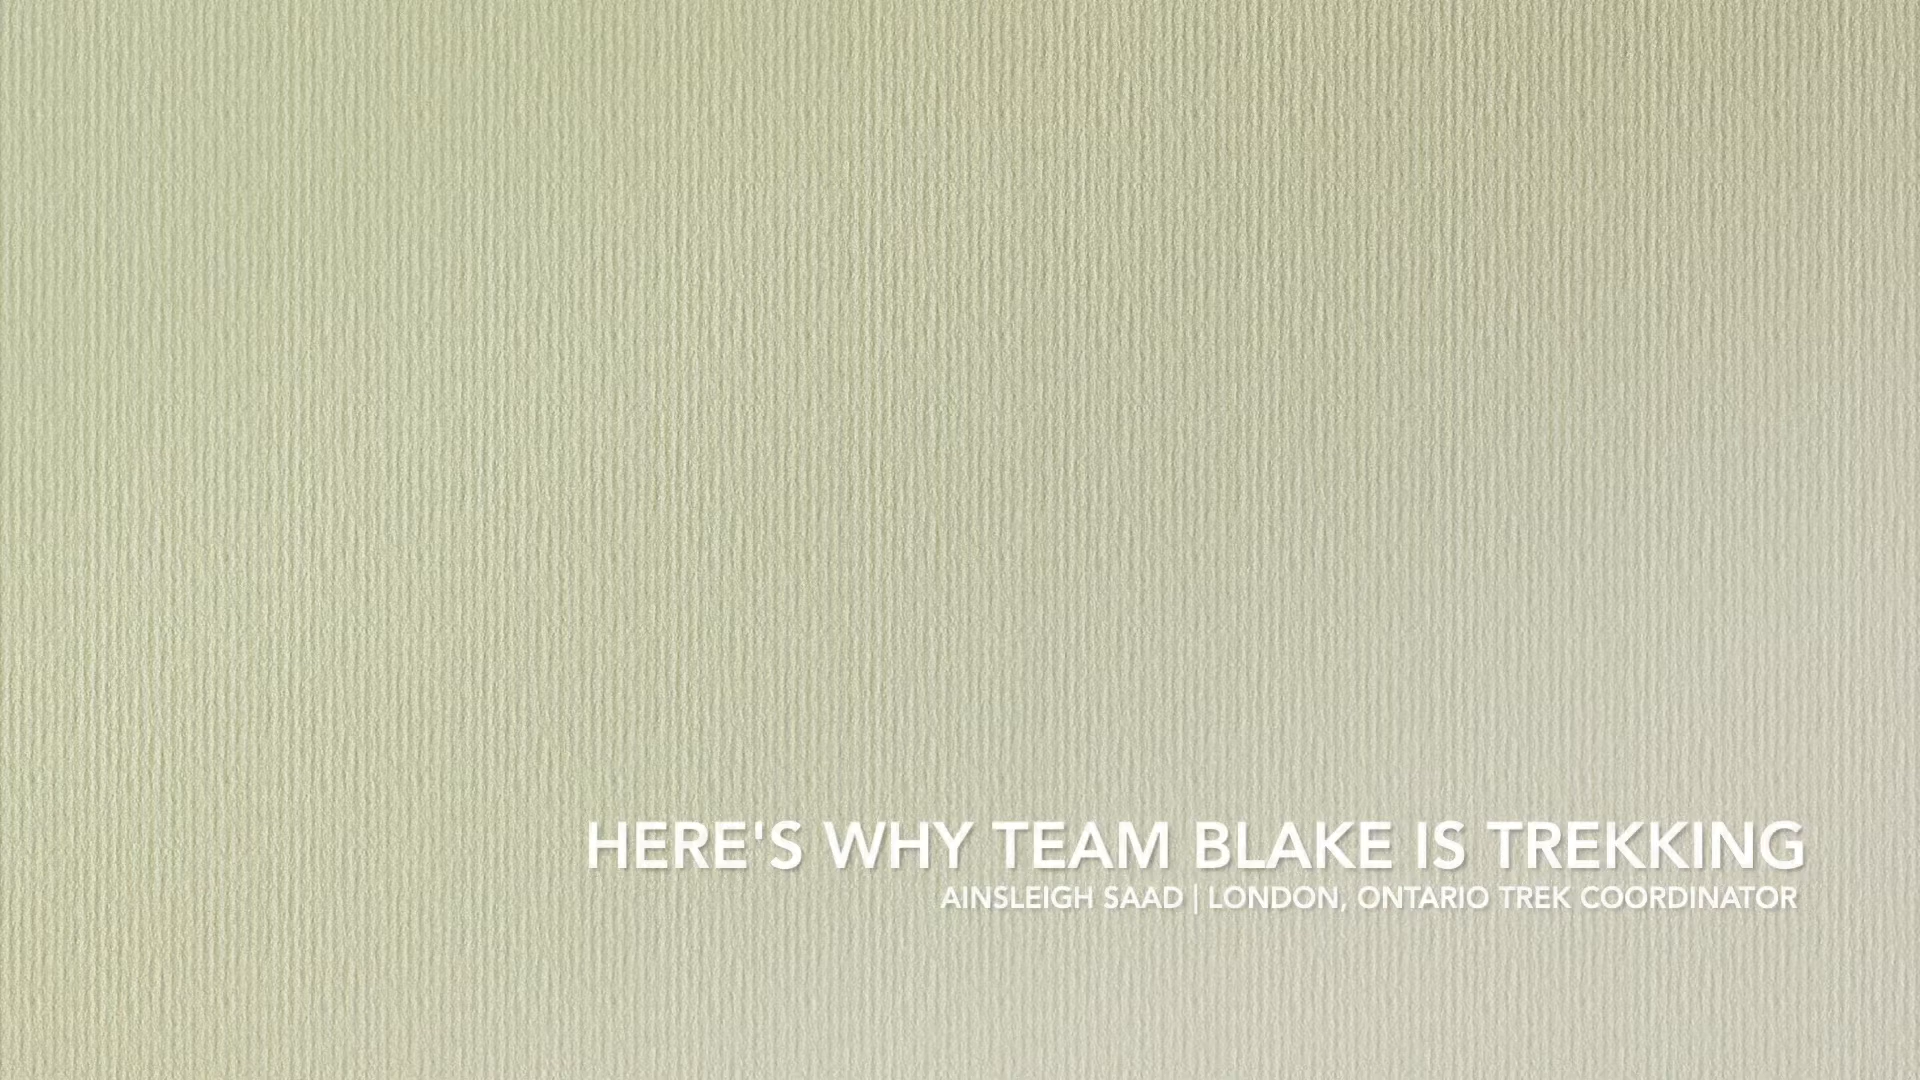 HERE'S WHY TEAM BLAKE IS TREKKING
AINSLEIGH SAAD | LONDON, ONTARIO TREK COORDINATOR